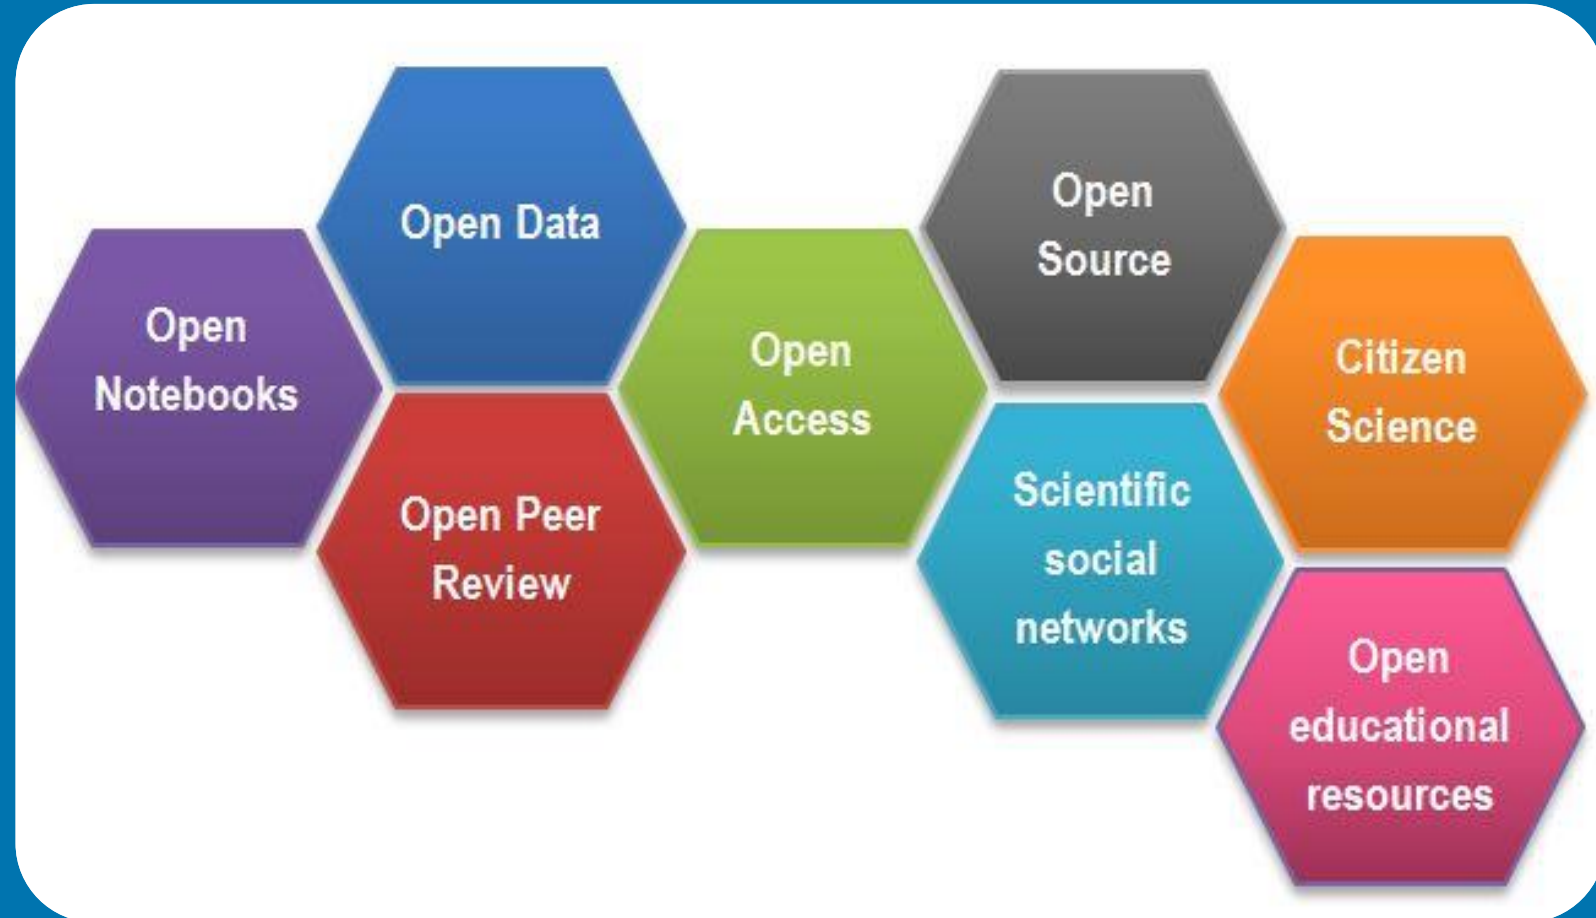 Open
Notebooks
Open Data
Open Peer
Review
Open
Access
Open
Source
Scientific
social
networks
Citizen
Science
Open
educational
resources